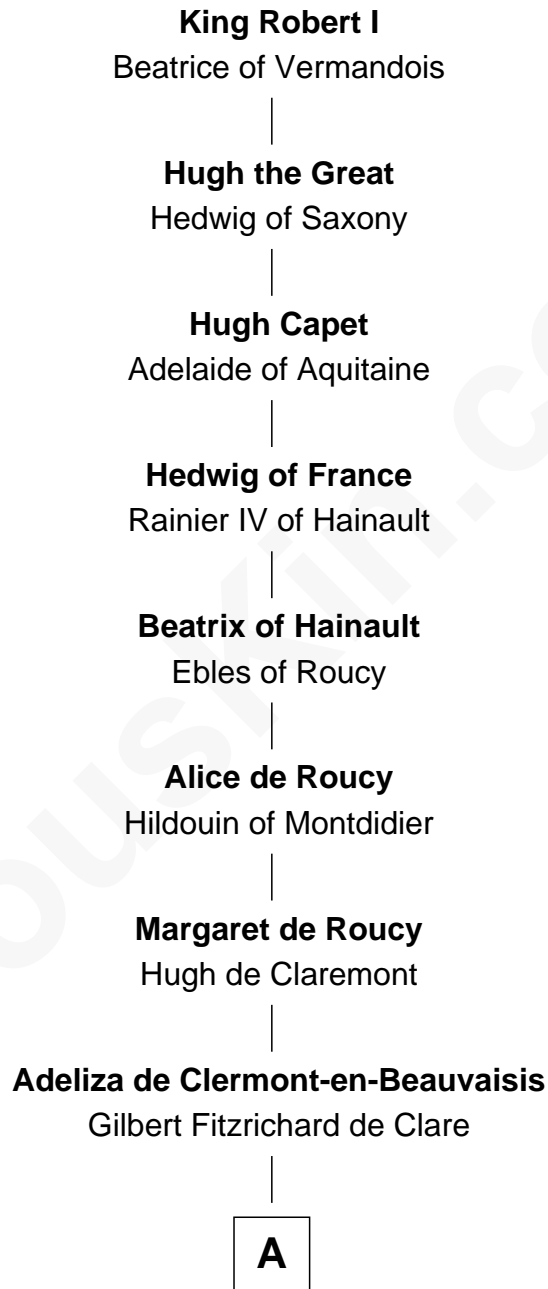 King Robert I
Beatrice of Vermandois
Hugh the Great
Hedwig of Saxony
Hugh Capet
Adelaide of Aquitaine
Hedwig of France
Rainier IV of Hainault
Beatrix of Hainault
Ebles of Roucy
Alice de Roucy
Hildouin of Montdidier
Margaret de Roucy
Hugh de Claremont
Adeliza de Clermont-en-Beauvaisis
Gilbert Fitzrichard de Clare
A